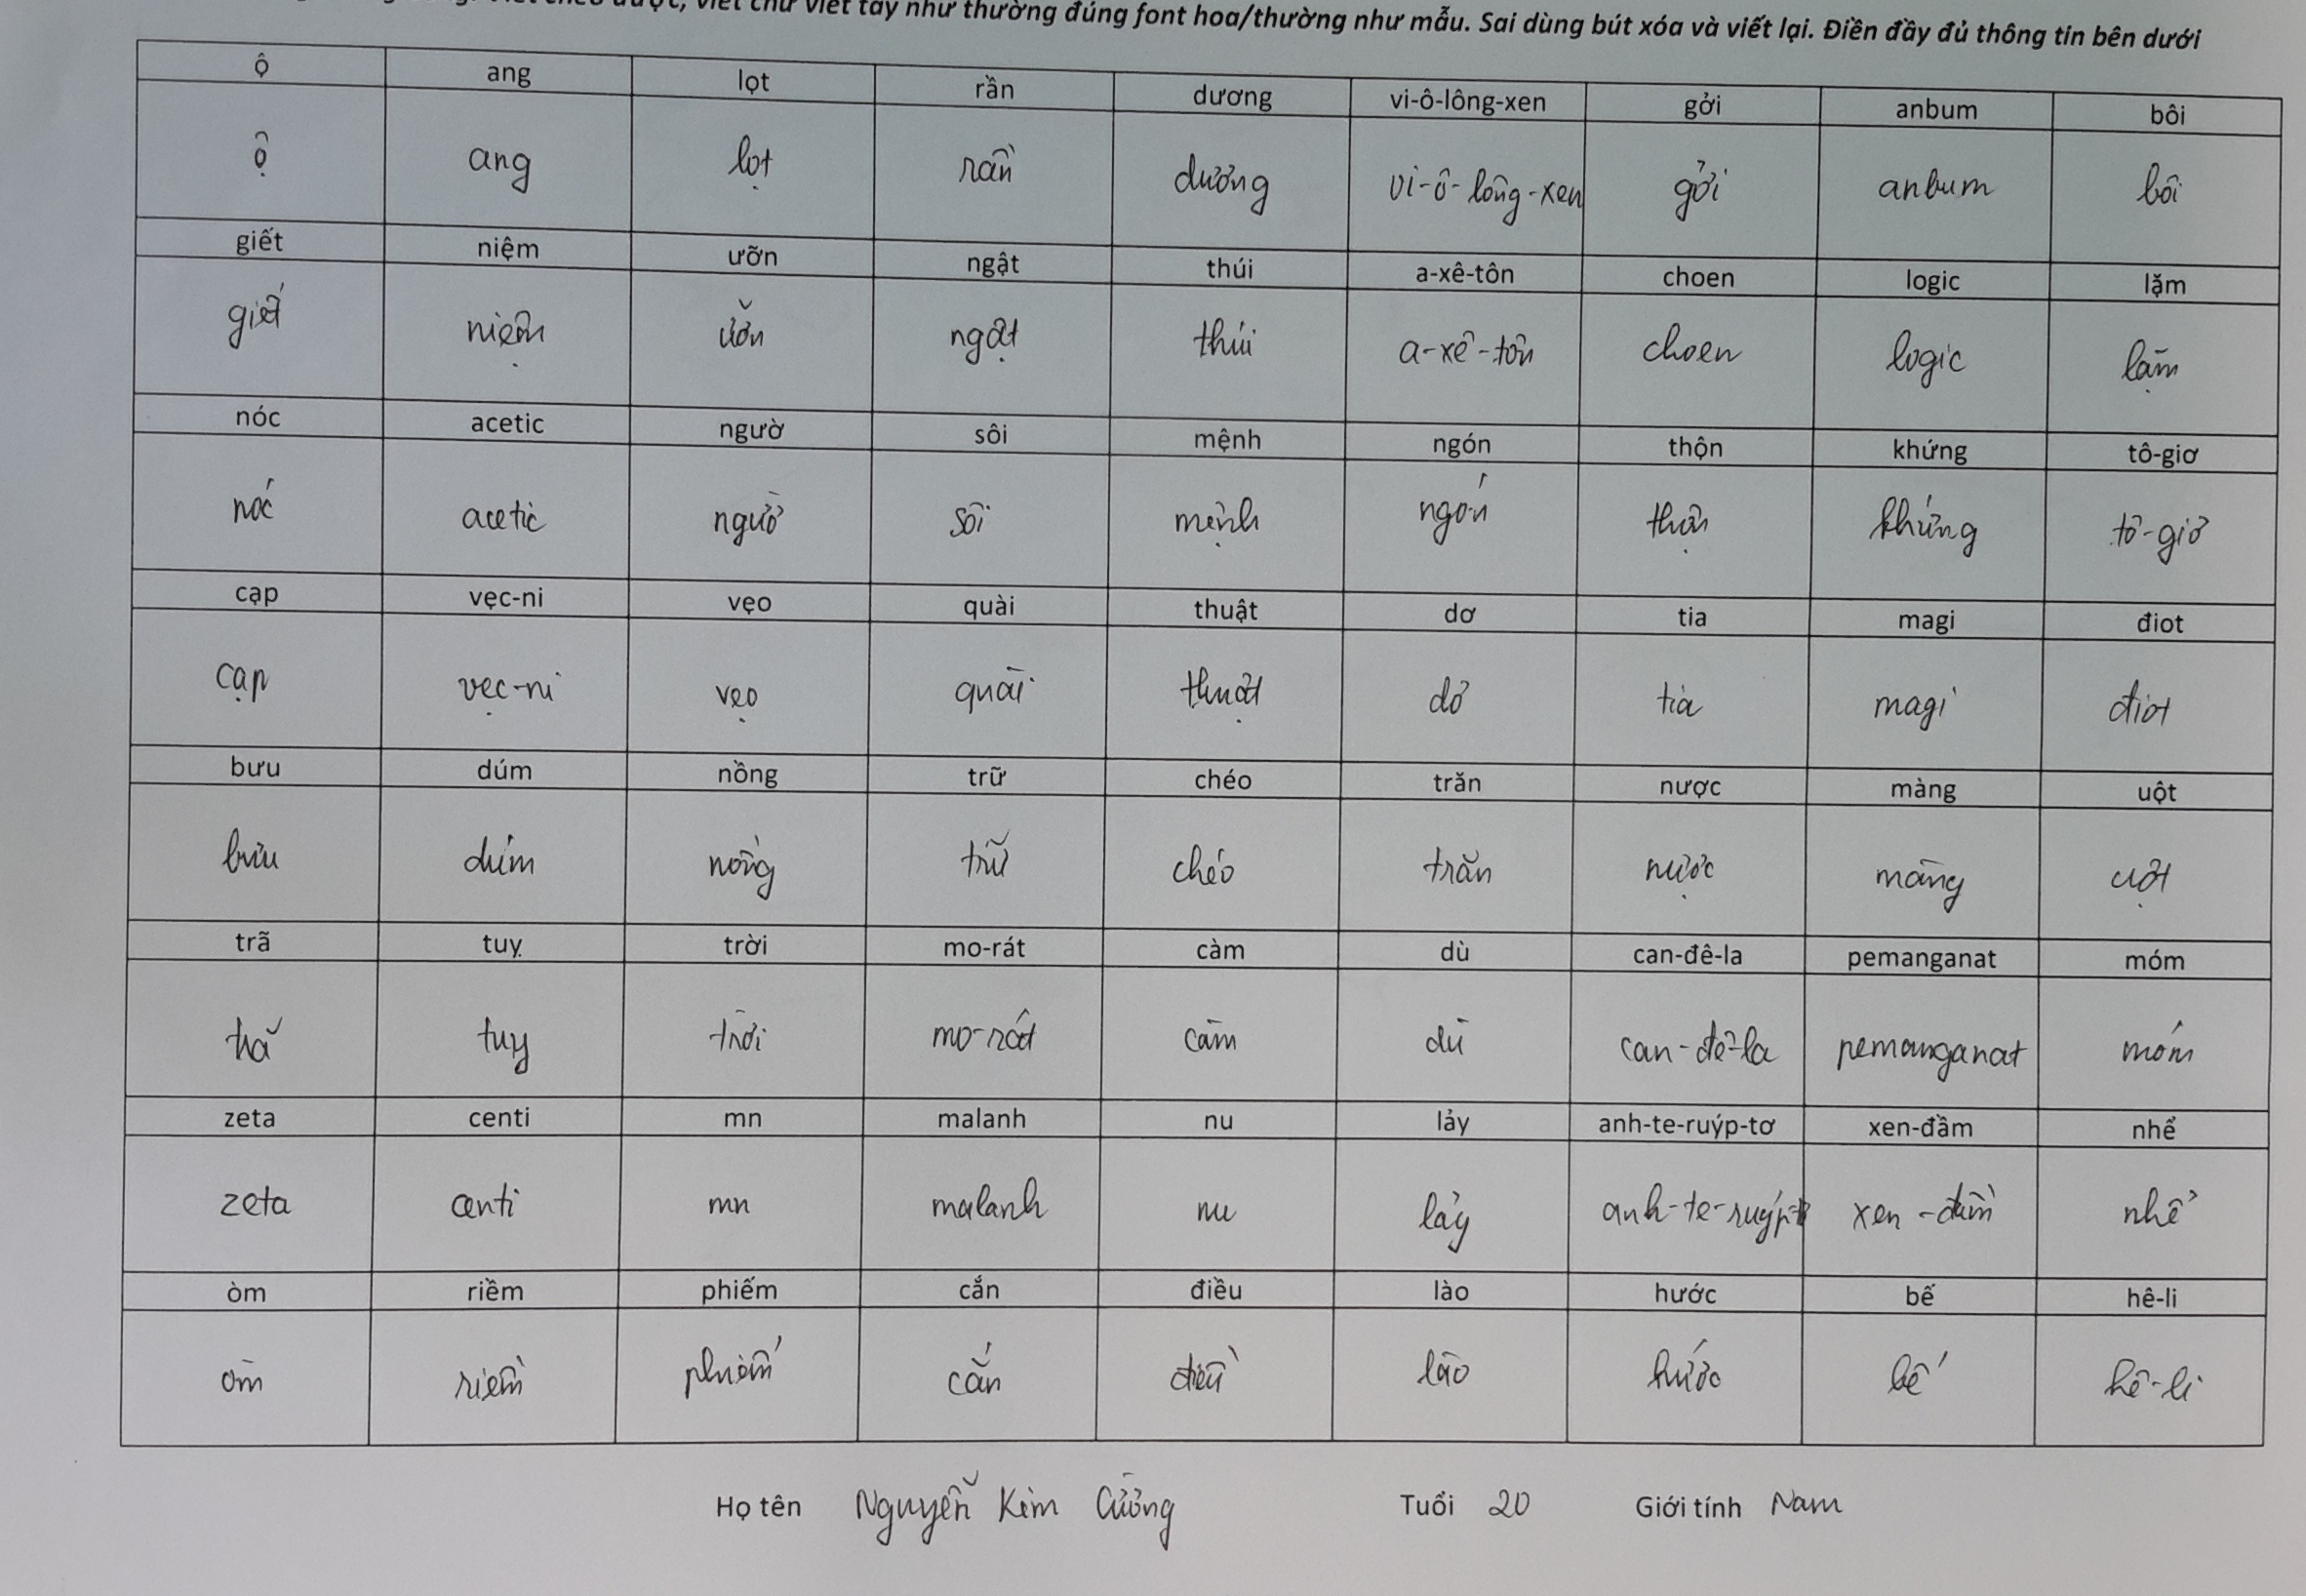 viết chữ viết tay như thường đúng font hoa/thường như mẫu. Sai dùng bút xóa và viết lại. Điền đầy đủ thông tin bên dưới
ộ ang lọt rần dương vi-ô-lông-xen gởi anbum bôi
ộ ang lọt rần dương vi-ô-lông-xen gởi anbum bôi
giết niệm ưỡn ngật thúi a-xê-tôn choen logic lặm
giết niệm ưỡn ngật thúi a-xê-tôn choen logic lặm
nóc acetic ngườ sôi mệnh ngón thộn khứng tô-giơ
nóc acetic ngườ sôi mệnh ngón thộn khứng tô-giơ
cạp vẹc-ni vẹo quài thuật dơ tia magi điot
cạp vẹc-ni vẹo quài thuật dơ tia magi điot
bưu dúm nồng trữ chéo trăn nược màng uột
bưu dúm nồng trữ chéo trăn nược màng uột
trã tuỵ trời mo-rát càm dù can-đê-la pemanganat móm
trã tuy trời mo-rát càm dù can-đê-la pemanganat móm
zeta centi mn malanh nu lảy anh-te-ruýp-tơ xen-đầm nhể
zeta centi mn malanh nu lảy anh-te-ruýp-t xen-đầm nhể
òm riềm phiếm cắn điều lào hước bế hê-li
òm riềm phiếm cắn điều lào hước bế hê-li
Họ tên Nguyễn Kim Cường Tuổi 20 Giới tính Nam